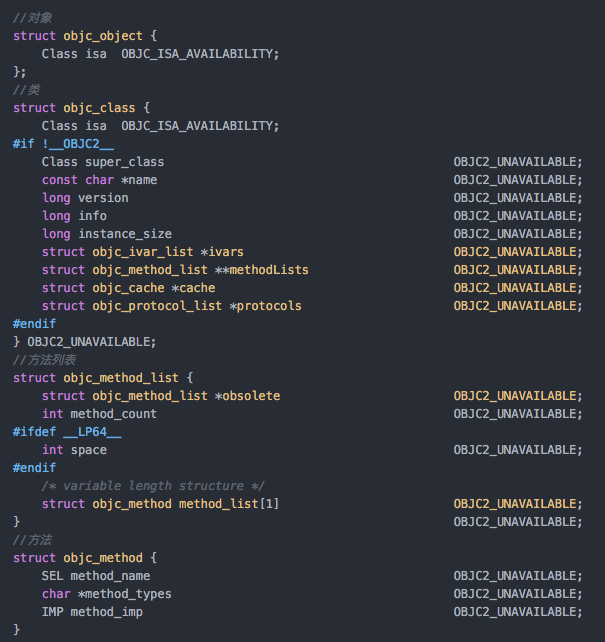 //对象
struct objc_object {
    Class isa  OBJC_ISA_AVAILABILITY;
};
//类
struct objc_class {
    Class isa  OBJC_ISA_AVAILABILITY;
#if !__OBJC2__
    Class super_class                                        OBJC2_UNAVAILABLE;
    const char *name                                         OBJC2_UNAVAILABLE;
    long version                                             OBJC2_UNAVAILABLE;
    long info                                                OBJC2_UNAVAILABLE;
    long instance_size                                       OBJC2_UNAVAILABLE;
    struct objc_ivar_list *ivars                             OBJC2_UNAVAILABLE;
    struct objc_method_list **methodLists                    OBJC2_UNAVAILABLE;
    struct objc_cache *cache                                 OBJC2_UNAVAILABLE;
    struct objc_protocol_list *protocols                     OBJC2_UNAVAILABLE;
#endif
} OBJC2_UNAVAILABLE;
//方法列表
struct objc_method_list {
    struct objc_method_list *obsolete                        OBJC2_UNAVAILABLE;
    int method_count                                         OBJC2_UNAVAILABLE;
#ifdef __LP64__
    int space                                                OBJC2_UNAVAILABLE;
#endif
    /* variable length structure */
    struct objc_method method_list[1]                        OBJC2_UNAVAILABLE;
}                                                            OBJC2_UNAVAILABLE;
//方法
struct objc_method {
    SEL method_name                                          OBJC2_UNAVAILABLE;
    char *method_types                                       OBJC2_UNAVAILABLE;
    IMP method_imp                                           OBJC2_UNAVAILABLE;
}